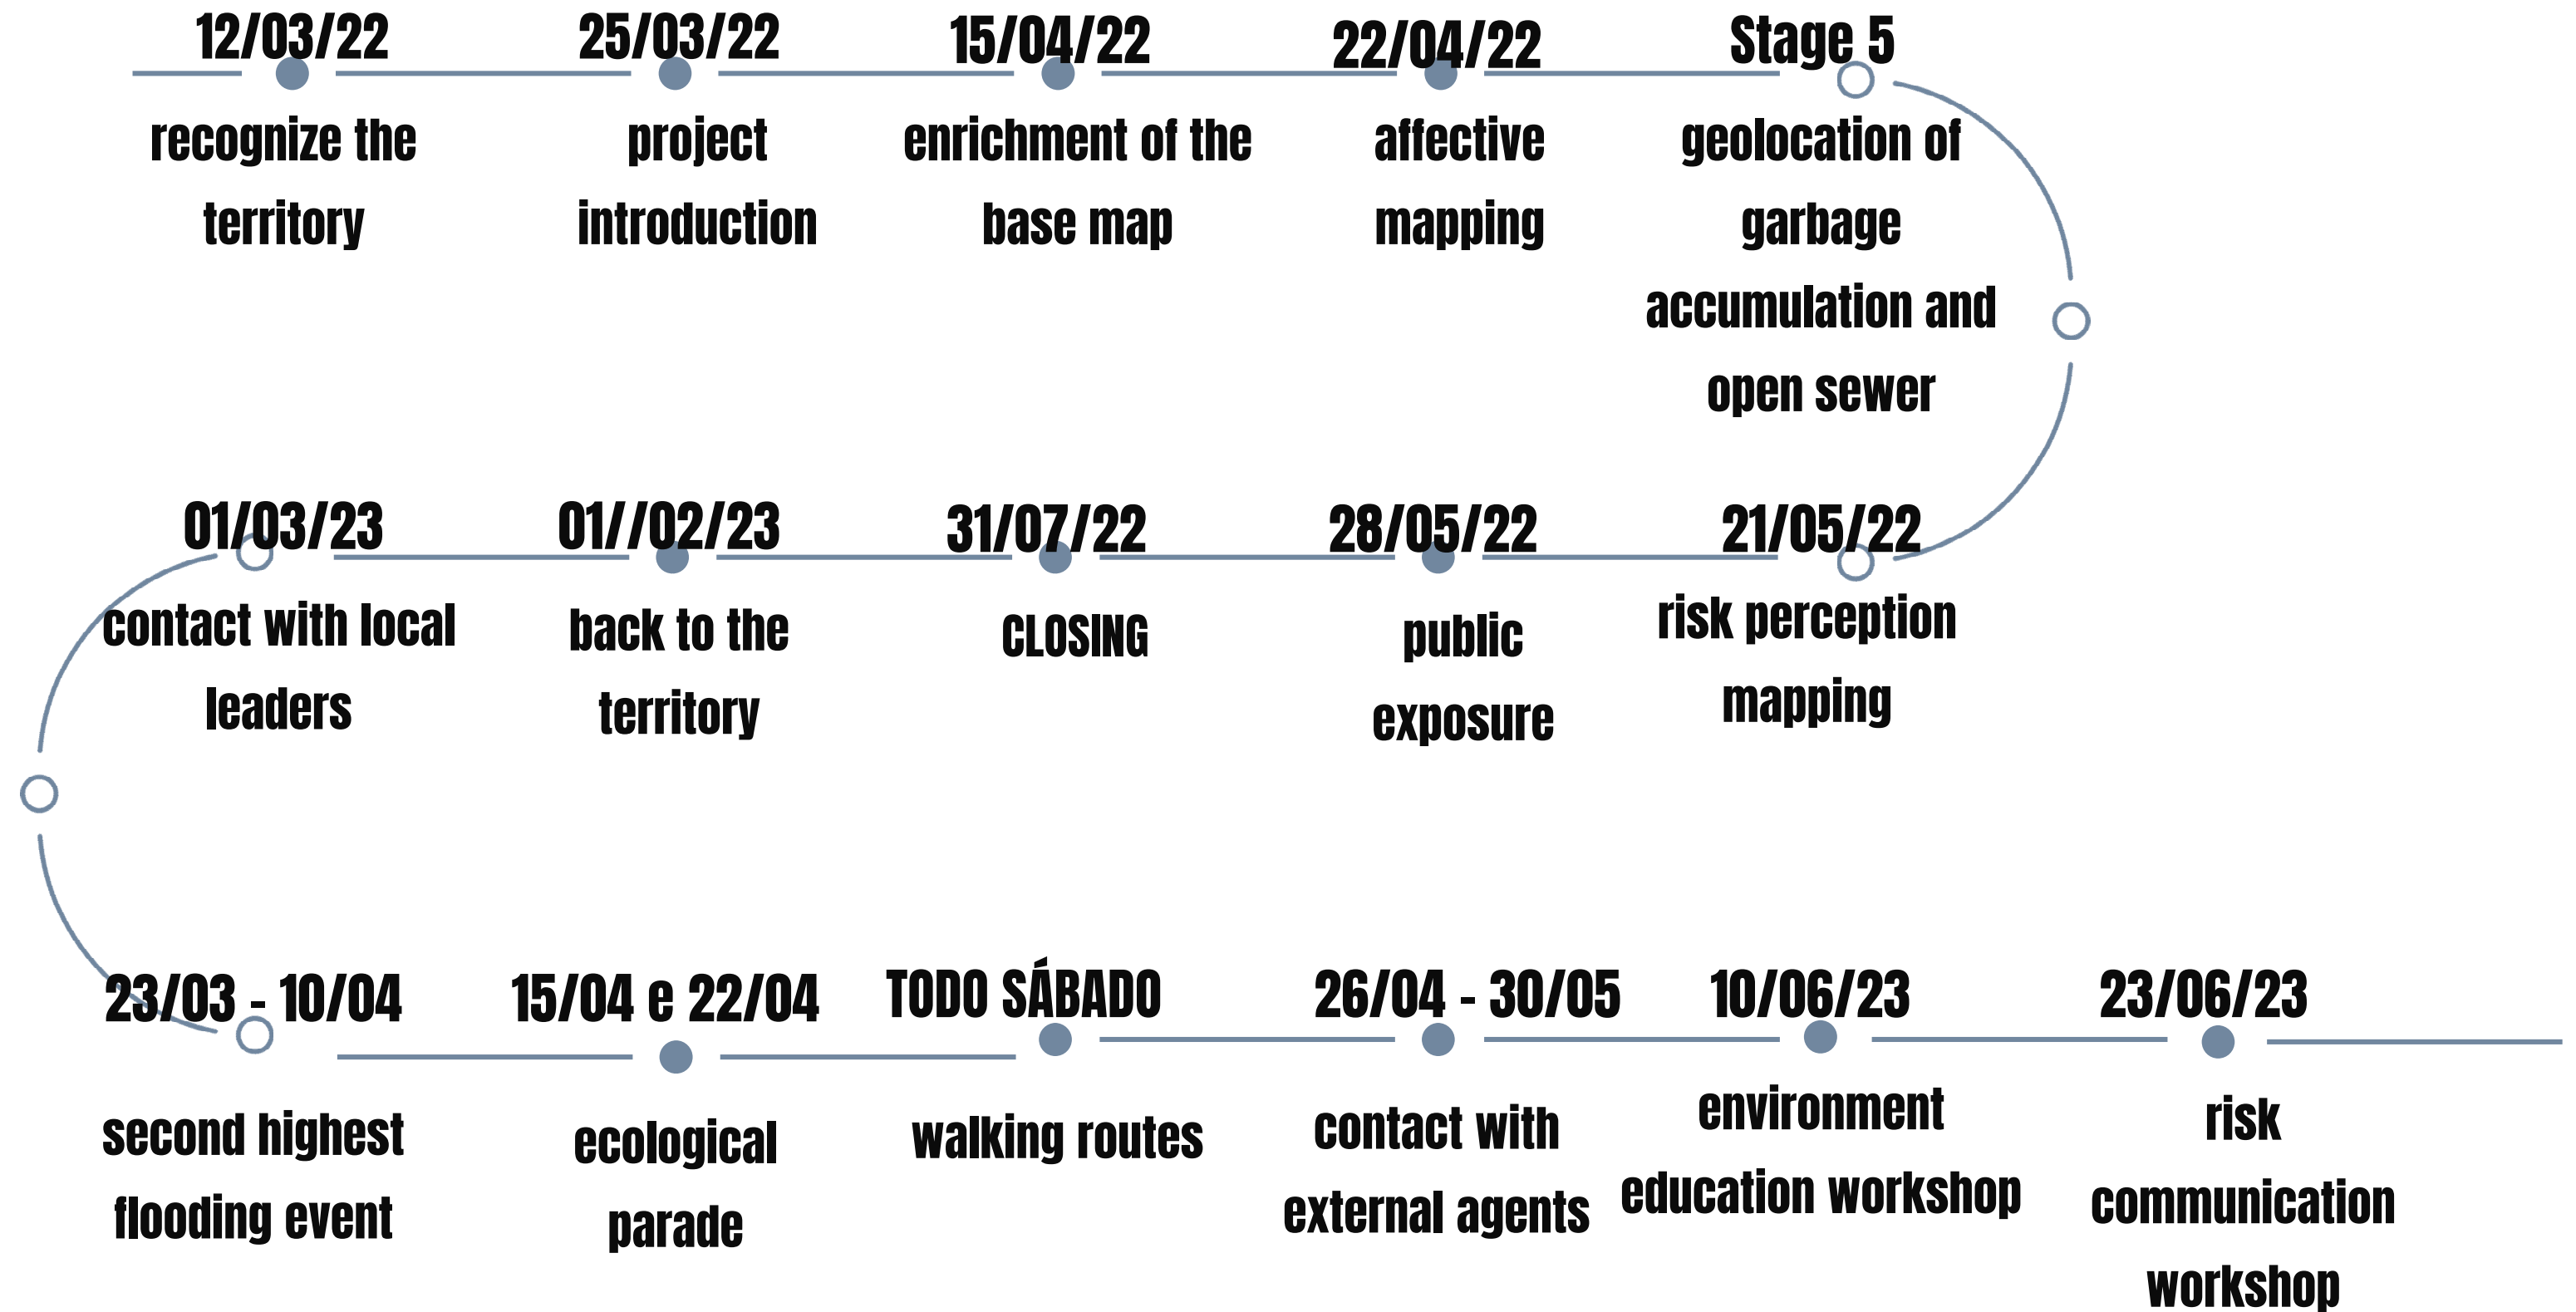 12/03/22
recognize the
territory
25/03/22
project
introduction
15/04/22
enrichment of the
base map
22/04/22
affective
mapping
Stage 5
geolocation of
garbage
accumulation and
open sewer
21/05/22
risk perception
mapping
28/05/22
public
exposure
31/07/22
CLOSING
01//02/23
back to the
territory
01/03/23
contact with local
leaders
23/03 - 10/04
second highest
flooding event
15/04 e 22/04
ecological
parade
TODO SÁBADO
walking routes
26/04 - 30/05
contact with
external agents
10/06/23
environment
education workshop
23/06/23
risk
communication
workshop